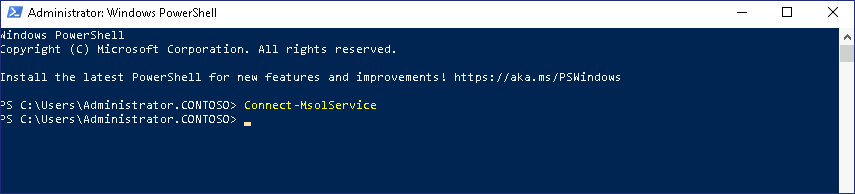 Administrator: Windows PowerShell
Windows PowerShell
Copyright (C) Microsoft Corporation. All rights reserved.
Install the latest PowerShell for new features and improvements! https://aka.ms/PSWindows
PS C:\Users\Administrator.CONTOSO> Connect-MsolService
PS C:\Users\Administrator.CONTOSO>